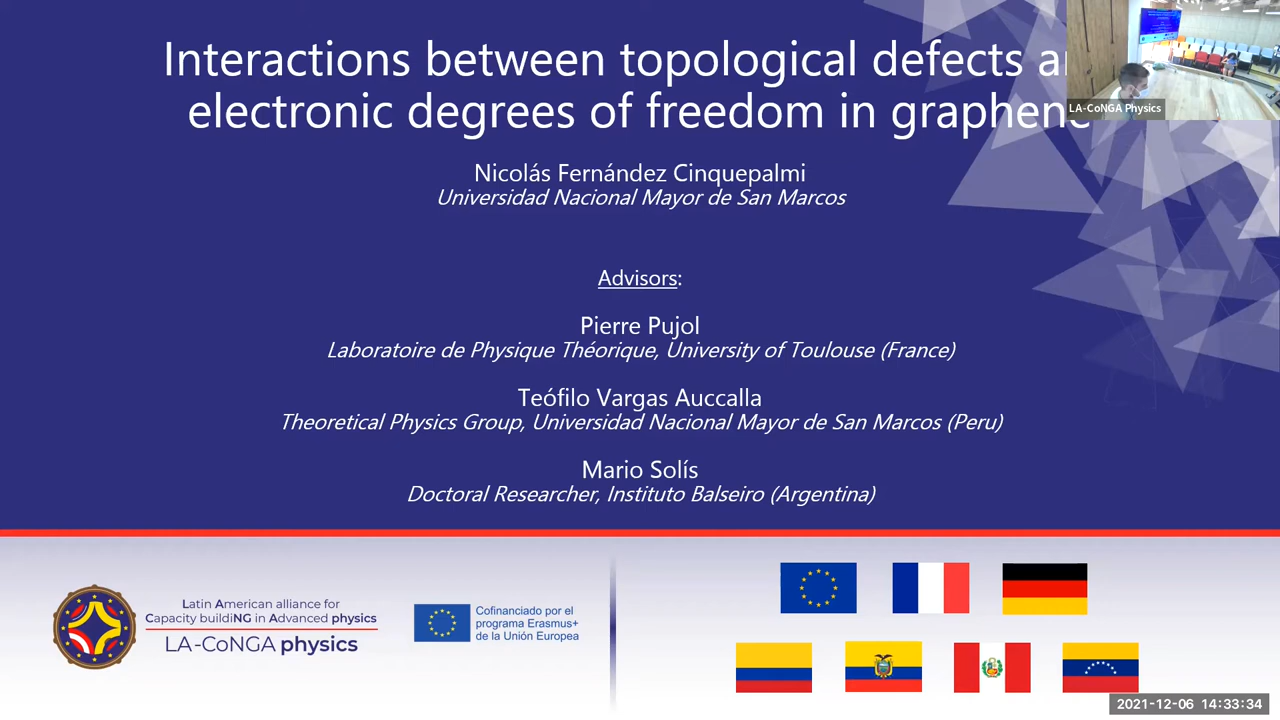 Interactions between topological defects
electronic degrees of freedom in graphene
LA-CoNGA Physics
Nicolás Fernández Cinquepalmi
Universidad Nacional Mayor de San Marcos
Advisors:
Pierre Pujol
Laboratoire de Physique Théorique, University of Toulouse (France)
Teófilo Vargas Auccalla
Theoretical Physics Group, Universidad Nacional Mayor de San Marcos (Peru)
Mario Solís
Doctoral Researcher, Instituto Balseiro (Argentina)
Latin American alliance for
Capacity buildiNG in Advanced physics
LA-CoNGA physics
Cofinanciado por el
programa Erasmus+
de la Unión Europea
2021-12-06 14:33:34